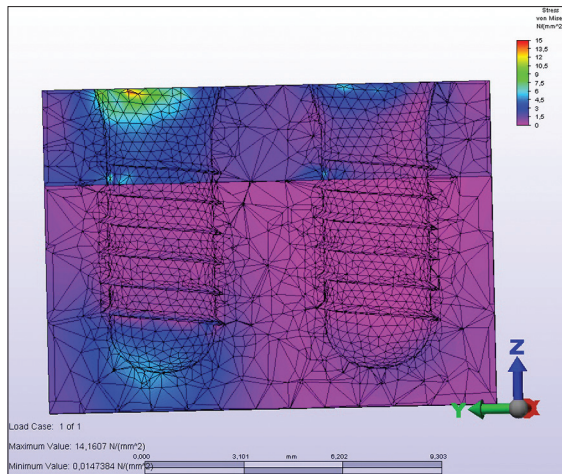 Stress
von Mises
N/(mm^2)
15
13,5
12
10,5
9
7,5
6
4,5
3
1,5
0
Z
Y
X
Load Case: 1 of 1
Maximum Value: 14,1607 N/(mm^2)
Minimum Value: 0,0147384 N/(mm^2)
0,000 3,101 mm 6,202 9,303